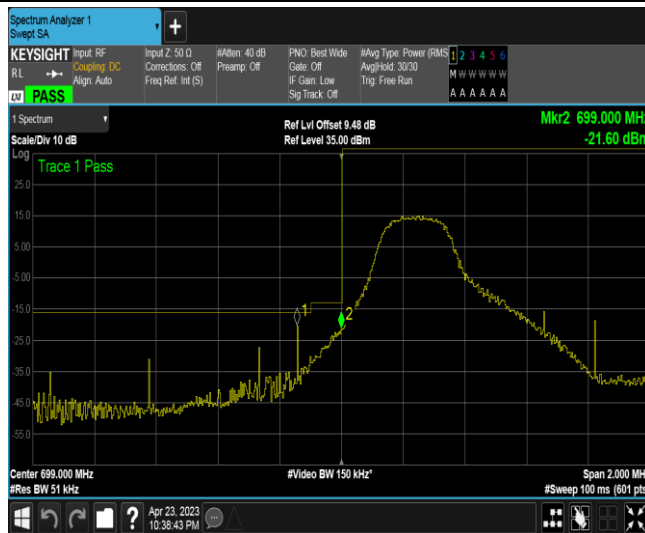 Spectrum Analyzer 1
Swept SA
+
KEYSIGHT
RL
LXI
PASS
Input: RF
Coupling: DC
Align: Auto
Input Z: 50 Ω
Corrections: Off
Freq Ref: Int (S)
#Atten: 40 dB
Preamp: Off
PNO: Best Wide
Gate: Off
IF Gain: Low
Sig Track: Off
#Avg Type: Power (RMS
Avg|Hold: 30/30
Trig: Free Run
1 2 3 4 5 6
M W W W W W
A A A A A A
1 Spectrum
Scale/Div 10 dB
Ref Lvl Offset 9.48 dB
Ref Level 35.00 dBm
Mkr2 699.000 MHz
-21.60 dBm
Log
Trace 1 Pass
25.0
15.0
5.00
-5.00
-15.0
-25.0
-35.0
-45.0
-55.0
1
2
Center 699.000 MHz
#Res BW 51 kHz
#Video BW 150 kHz*
Span 2.000 MH
#Sweep 100 ms (601 pts
?
Apr 23, 2023
10:38:43 PM